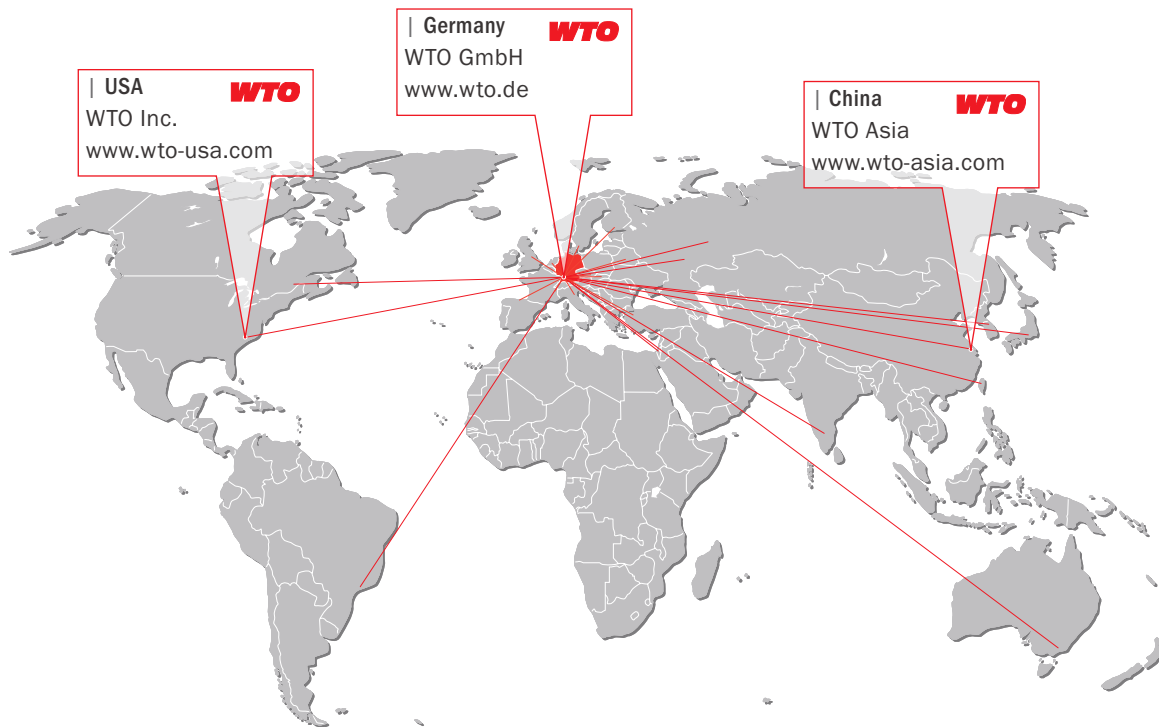 | USA WTO
WTO Inc.
www.wto-usa.com
| Germany WTO
WTO GmbH
www.wto.de
| China WTO
WTO Asia
www.wto-asia.com